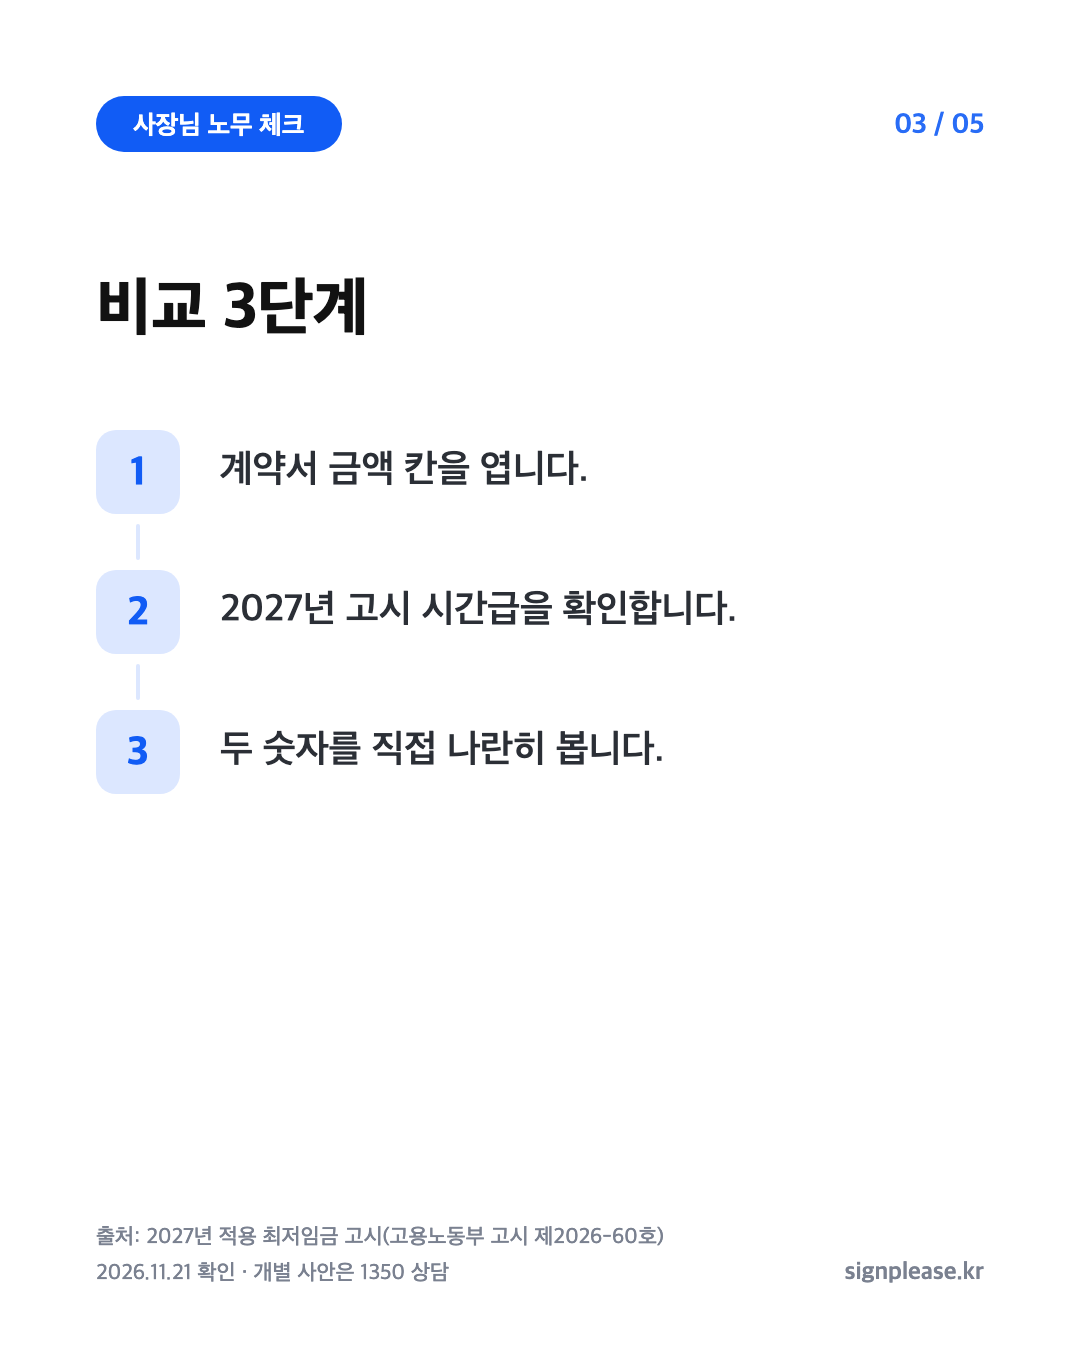 사장님 노무 체크
03 / 05
비교 3단계
1
계약서 금액 칸을 엽니다.
2
2027년 고시 시간급을 확인합니다.
3
두 숫자를 직접 나란히 봅니다.
출처: 2027년 적용 최저임금 고시(고용노동부 고시 제2026-60호)
2026.11.21 확인 · 개별 사안은 1350 상담
signplease.kr